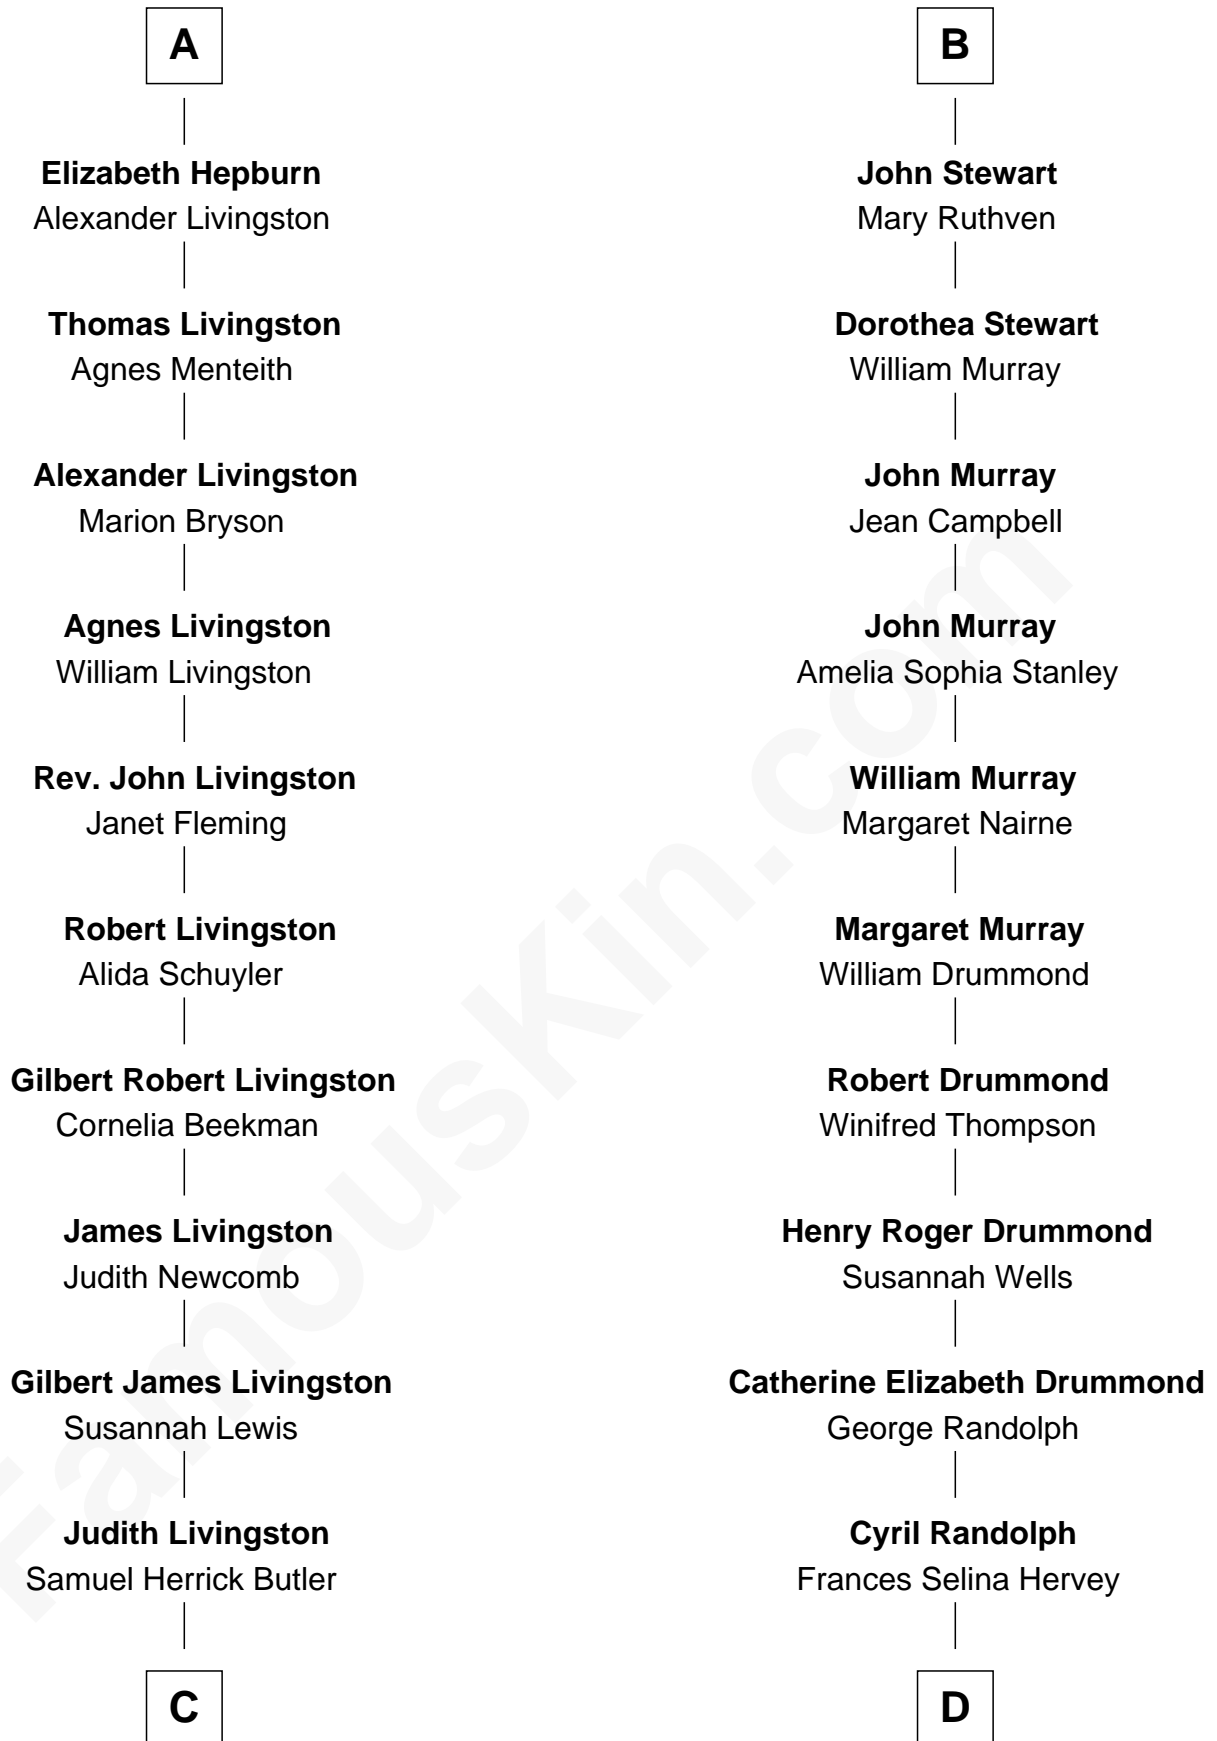 A
Elizabeth Hepburn
Alexander Livingston
Thomas Livingston
Agnes Menteith
Alexander Livingston
Marion Bryson
Agnes Livingston
William Livingston
Rev. John Livingston
Janet Fleming
Robert Livingston
Alida Schuyler
Gilbert Robert Livingston
Cornelia Beekman
James Livingston
Judith Newcomb
Gilbert James Livingston
Susannah Lewis
Judith Livingston
Samuel Herrick Butler
C
B
John Stewart
Mary Ruthven
Dorothea Stewart
William Murray
John Murray
Jean Campbell
John Murray
Amelia Sophia Stanley
William Murray
Margaret Nairne
Margaret Murray
William Drummond
Robert Drummond
Winifred Thompson
Henry Roger Drummond
Susannah Wells
Catherine Elizabeth Drummond
George Randolph
Cyril Randolph
Frances Selina Hervey
D
FamousKin.com